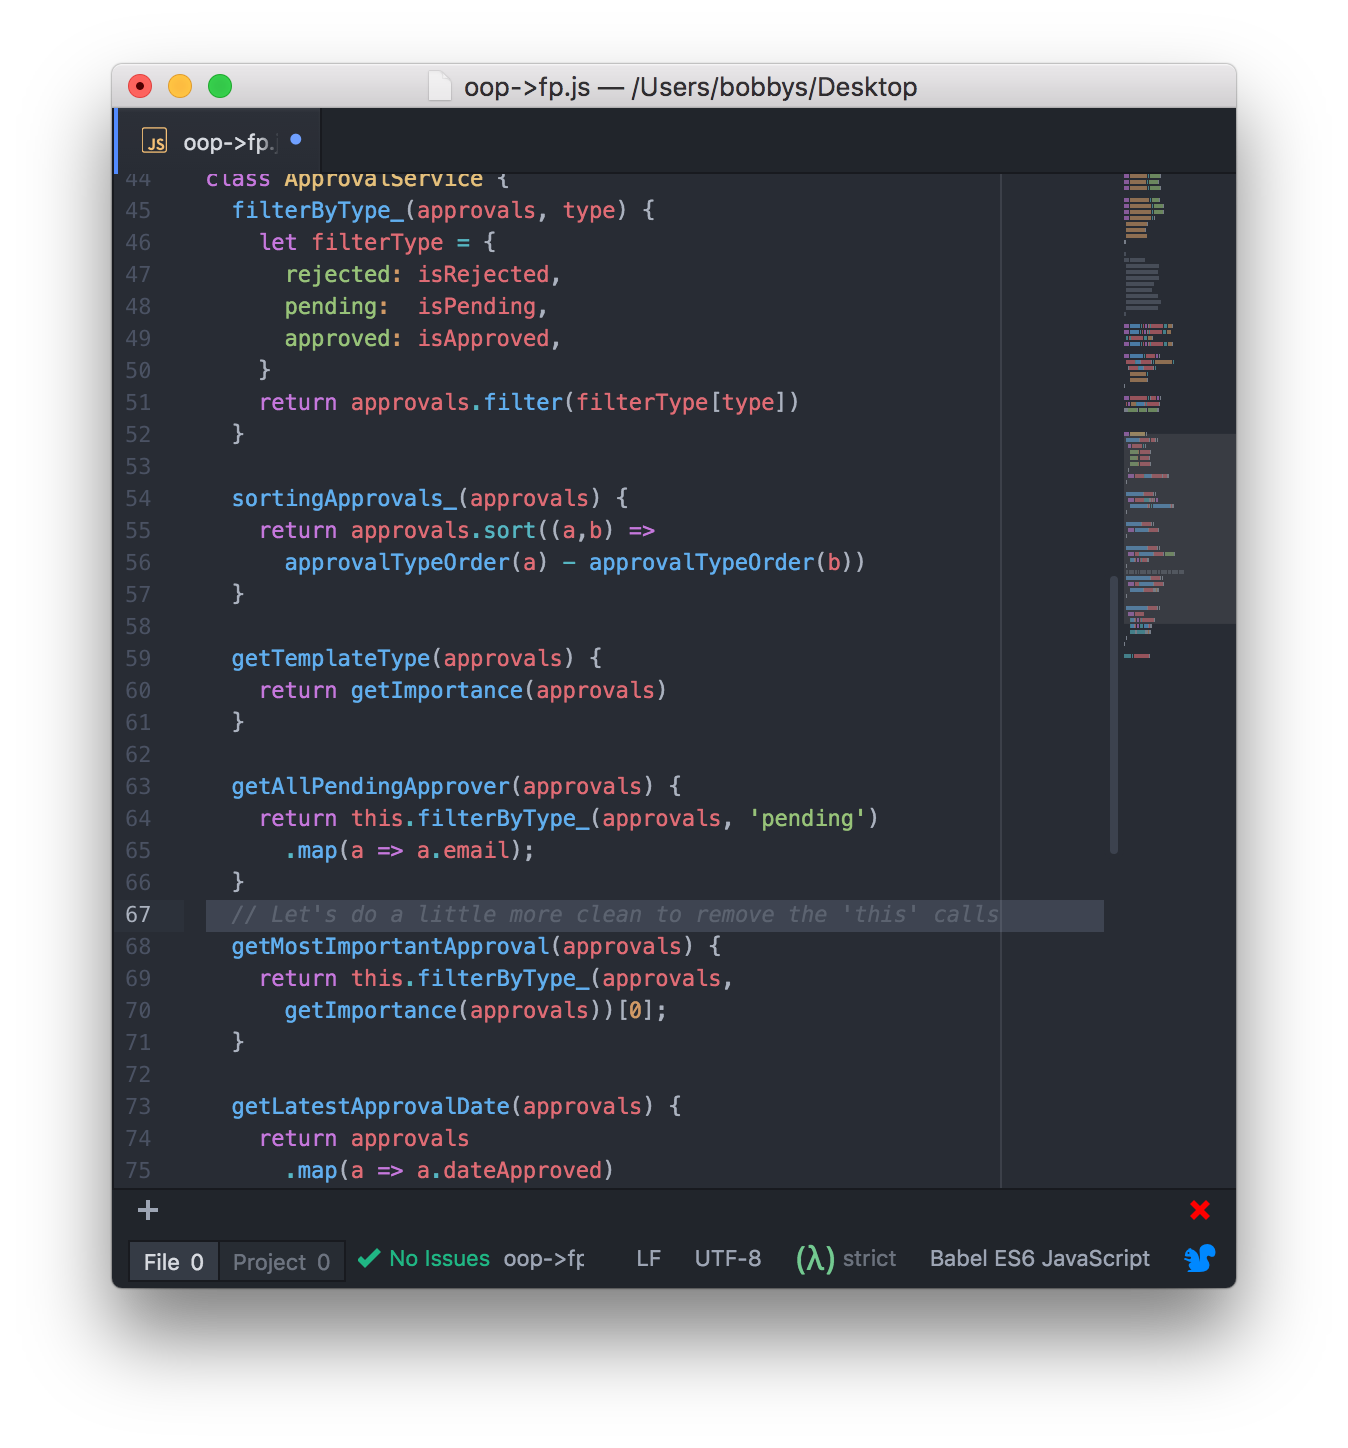 oop->fp.js — /Users/bobbys/Desktop
JS oop->fp.j
44 class ApprovalService {
45   filterByType_(approvals, type) {
46     let filterType = {
47       rejected: isRejected,
48       pending:  isPending,
49       approved: isApproved,
50     }
51     return approvals.filter(filterType[type])
52   }
53
54   sortingApprovals_(approvals) {
55     return approvals.sort((a,b) =>
56       approvalTypeOrder(a) - approvalTypeOrder(b))
57   }
58
59   getTemplateType(approvals) {
60     return getImportance(approvals)
61   }
62
63   getAllPendingApprover(approvals) {
64     return this.filterByType_(approvals, 'pending')
65       .map(a => a.email);
66   }
67   // Let's do a little more clean to remove the 'this' calls
68   getMostImportantApproval(approvals) {
69     return this.filterByType_(approvals,
70       getImportance(approvals))[0];
71   }
72
73   getLatestApprovalDate(approvals) {
74     return approvals
75       .map(a => a.dateApproved)
File 0 Project 0 No Issues oop->fp LF UTF-8 (λ) strict Babel ES6 JavaScript